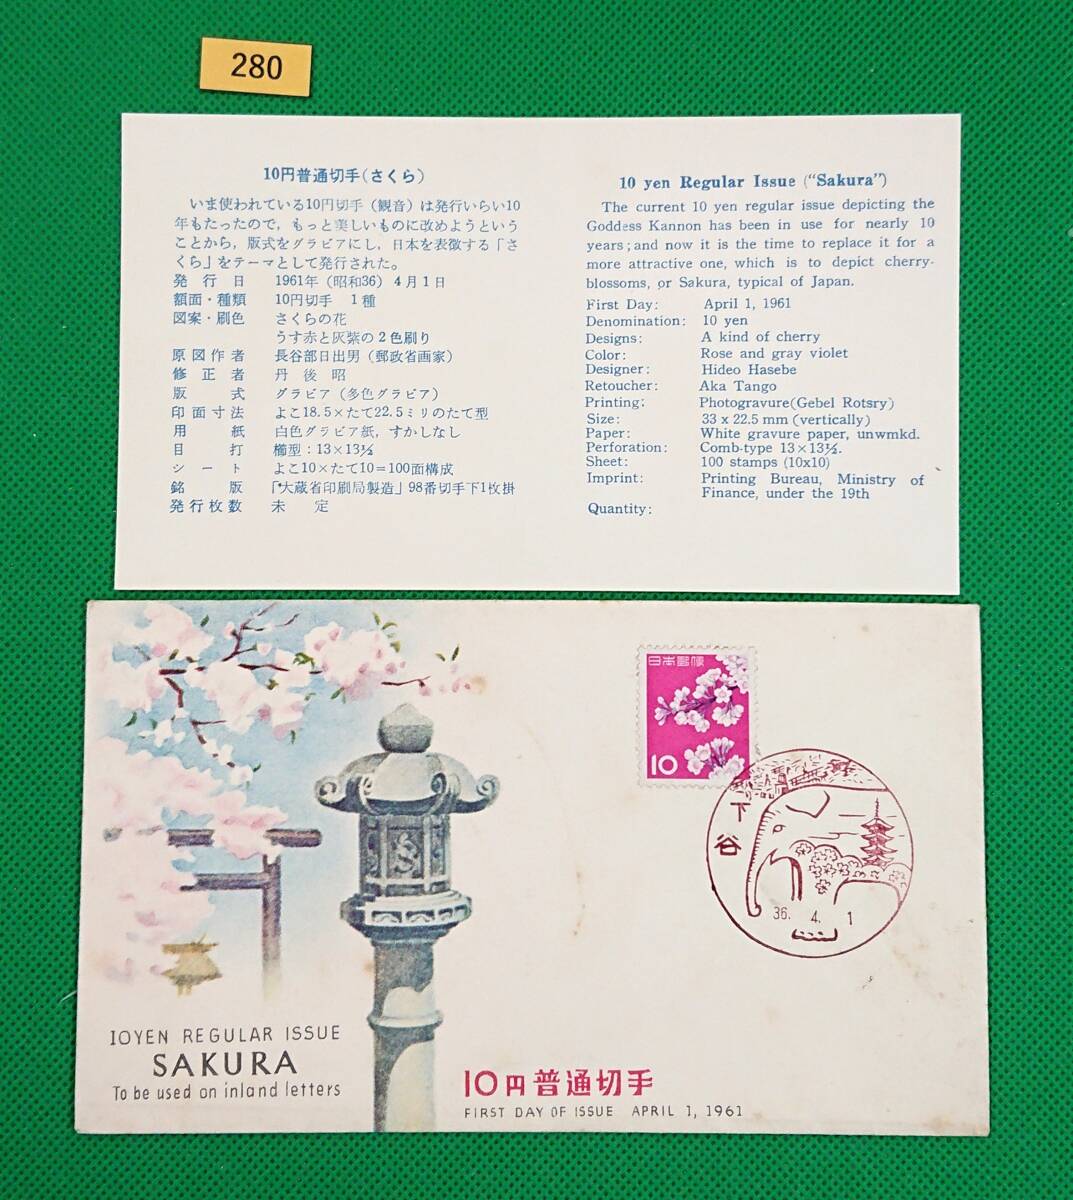 280
10円普通切手(さくら)
いま使われている10円切手(観音)は発行いらい10
年もたったので,もっと美しいものに改めようという
ことから,版式をグラビアにし,日本を表徴する「さ
くら」をテーマとして発行された。
発行日 1961年(昭和36)4月1日
額面・種類 10円切手 1種
図案・刷色 さくらの花
うす赤と灰紫の2色刷り
原図作者 長谷部日出男(郵政省画家)
修正者 丹後昭
版式 グラビア(多色グラビア)
印面寸法 よこ18.5×たて22.5ミリのたて型
用紙 白色グラビア紙,すかしなし
目打 櫛型:13×13½
シート よこ10×たて10=100面構成
銘版 「大蔵省印刷局製造」98番切手下1枚掛
発行枚数 未定
10 yen Regular Issue ("Sakura")
The current 10 yen regular issue depicting the
Goddess Kannon has been in use for nearly 10
years; and now it is the time to replace it for a
more attractive one, which is to depict cherry-
blossoms, or Sakura, typical of Japan.
First Day: April 1, 1961
Denomination: 10 yen
Designs: A kind of cherry
Color: Rose and gray violet
Designer: Hideo Hasebe
Retoucher: Aka Tango
Printing: Photogravure (Gebel Rotsry)
Size: 33 x 22.5 mm (vertically)
Paper: White gravure paper, unwmkd.
Perforation: Comb-type 13×13½.
Sheet: 100 stamps (10x10)
Imprint: Printing Bureau, Ministry of
Finance, under the 19th
Quantity:
日本郵便
10
下谷
36. 4. 1
10YEN REGULAR ISSUE
SAKURA
To be used on inland letters
10円普通切手
FIRST DAY OF ISSUE APRIL 1, 1961